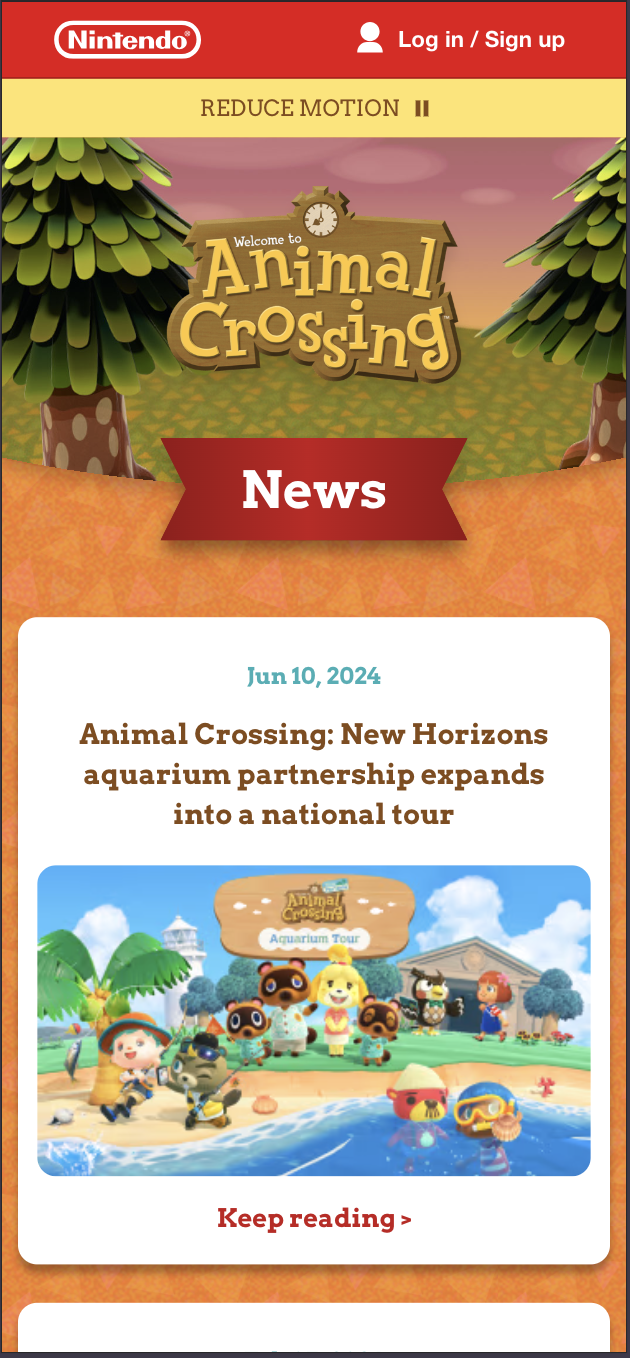 Nintendo®
Log in / Sign up
REDUCE MOTION
Welcome to
Animal
Crossing™
News
Jun 10, 2024
Animal Crossing: New Horizons
aquarium partnership expands
into a national tour
Animal
Crossing
Aquarium Tour
Keep reading >